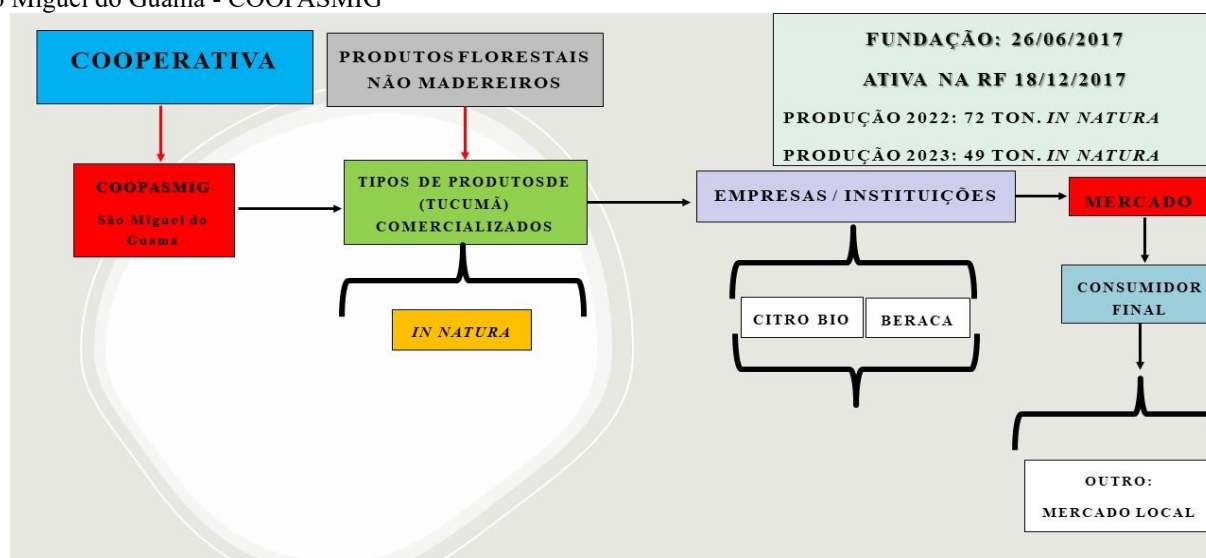 o Miguel do Guamá - COOPASMIG
COOPERATIVA
PRODUTOS FLORESTAIS
NÃO MADEREIROS
FUNDAÇÃO: 26/06/2017
ATIVA NA RF 18/12/2017
PRODUÇÃO 2022: 72 TON. IN NATURA
PRODUÇÃO 2023: 49 TON. IN NATURA
COOPASMIG
São Miguel do
Guamá
TIPOS DE PRODUTOSDE
(TUCUMÃ)
COMERCIALIZADOS
EMPRESAS / INSTITUIÇÕES
MERCADO
IN NATURA
CITRO BIO
BERACA
CONSUMIDOR
FINAL
OUTRO:
MERCADO LOCAL